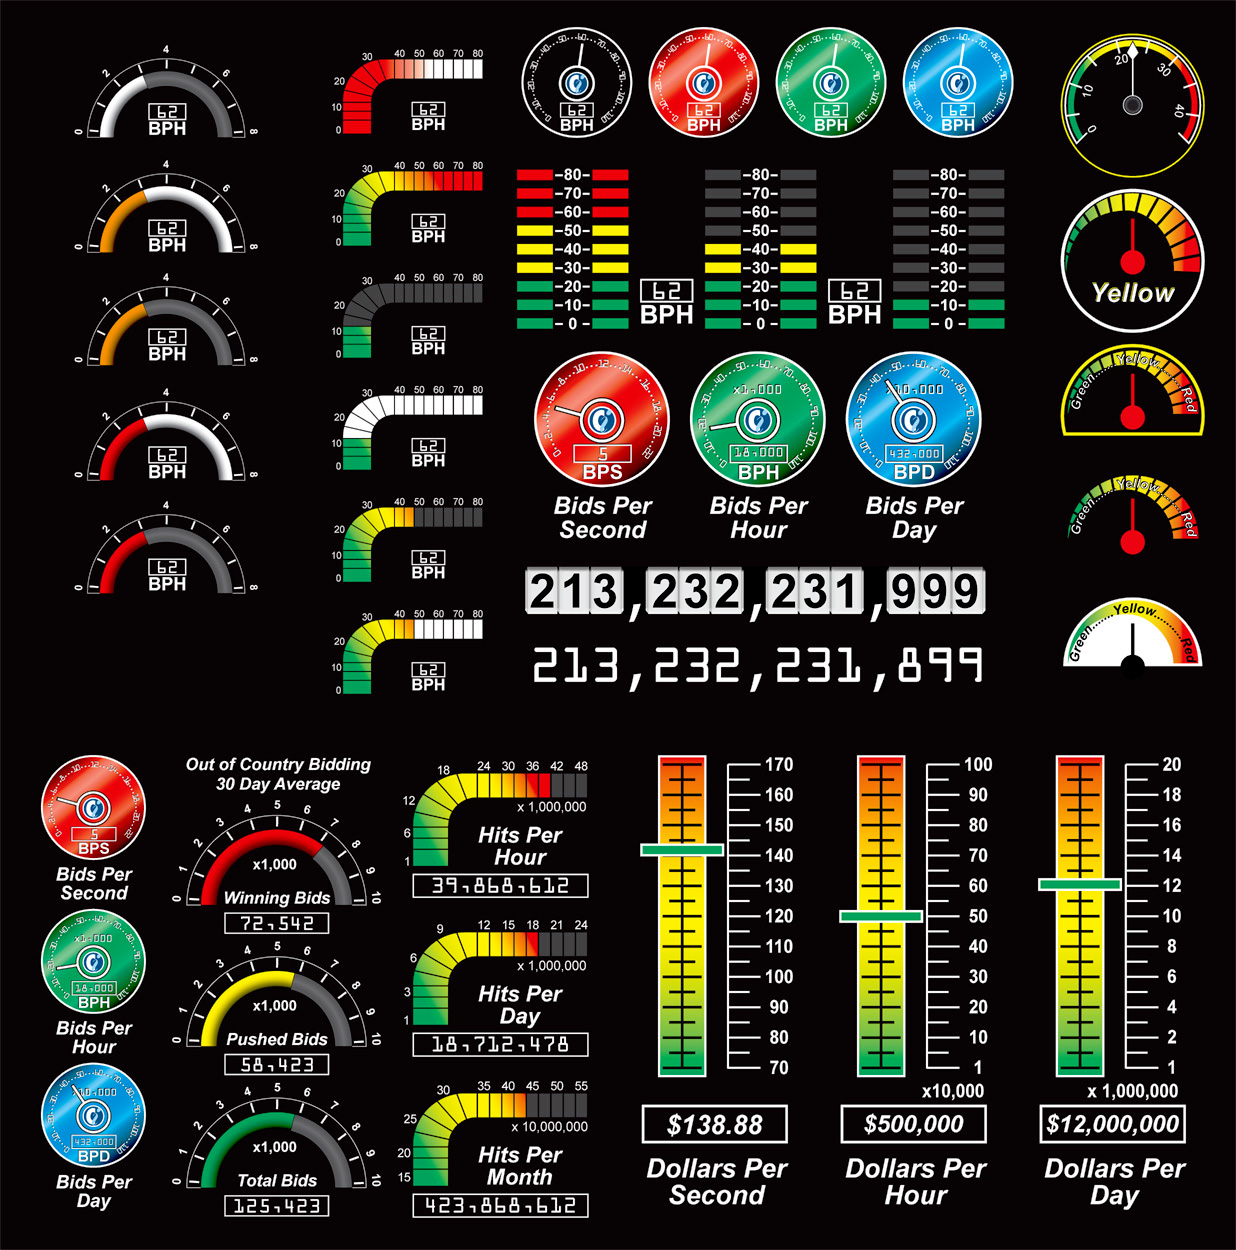 0 2 4 6 8
62
BPH
0 2 4 6 8
62
BPH
0 2 4 6 8
62
BPH
0 2 4 6 8
62
BPH
0 2 4 6 8
62
BPH
0 10 20 30 40 50 60 70 80
62
BPH
0 10 20 30 40 50 60 70 80
62
BPH
0 10 20 30 40 50 60 70 80
62
BPH
0 10 20 30 40 50 60 70 80
62
BPH
0 10 20 30 40 50 60 70 80
62
BPH
0 10 20 30 40 50 60 70 80
62
BPH
62
BPH
62
BPH
62
BPH
62
BPH
-80-
-70-
-60-
-50-
-40-
-30-
-20-
-10-
-0-
62
BPH
-80-
-70-
-60-
-50-
-40-
-30-
-20-
-10-
-0-
62
BPH
-80-
-70-
-60-
-50-
-40-
-30-
-20-
-10-
-0-
5
BPS
Bids Per
Second
x1,000
18,000
BPH
Bids Per
Hour
x10,000
432,000
BPD
Bids Per
Day
213,232,231,999
213,232,231,899
0 10 20 30 40
Yellow
Green......Yellow......Red
Green......Yellow......Red
Green......Yellow......Red
5
BPS
Bids Per
Second
x1,000
18,000
BPH
Bids Per
Hour
x10,000
432,000
BPD
Bids Per
Day
Out of Country Bidding
30 Day Average
0 1 2 3 4 5 6 7 8 9 10
x1,000
Winning Bids
72,542
0 1 2 3 4 5 6 7 8 9 10
x1,000
Pushed Bids
58,423
0 1 2 3 4 5 6 7 8 9 10
x1,000
Total Bids
125,423
1 6 12 18 24 30 36 42 48
x 1,000,000
Hits Per
Hour
39,868,612
1 3 6 9 12 15 18 21 24
x 1,000,000
Hits Per
Day
18,712,478
15 20 25 30 35 40 45 50 55
x 10,000,000
Hits Per
Month
423,868,612
170
160
150
140
130
120
110
100
90
80
70
$138.88
Dollars Per
Second
100
90
80
70
60
50
40
30
20
10
1
x10,000
$500,000
Dollars Per
Hour
20
18
16
14
12
10
8
6
4
2
1
x 1,000,000
$12,000,000
Dollars Per
Day